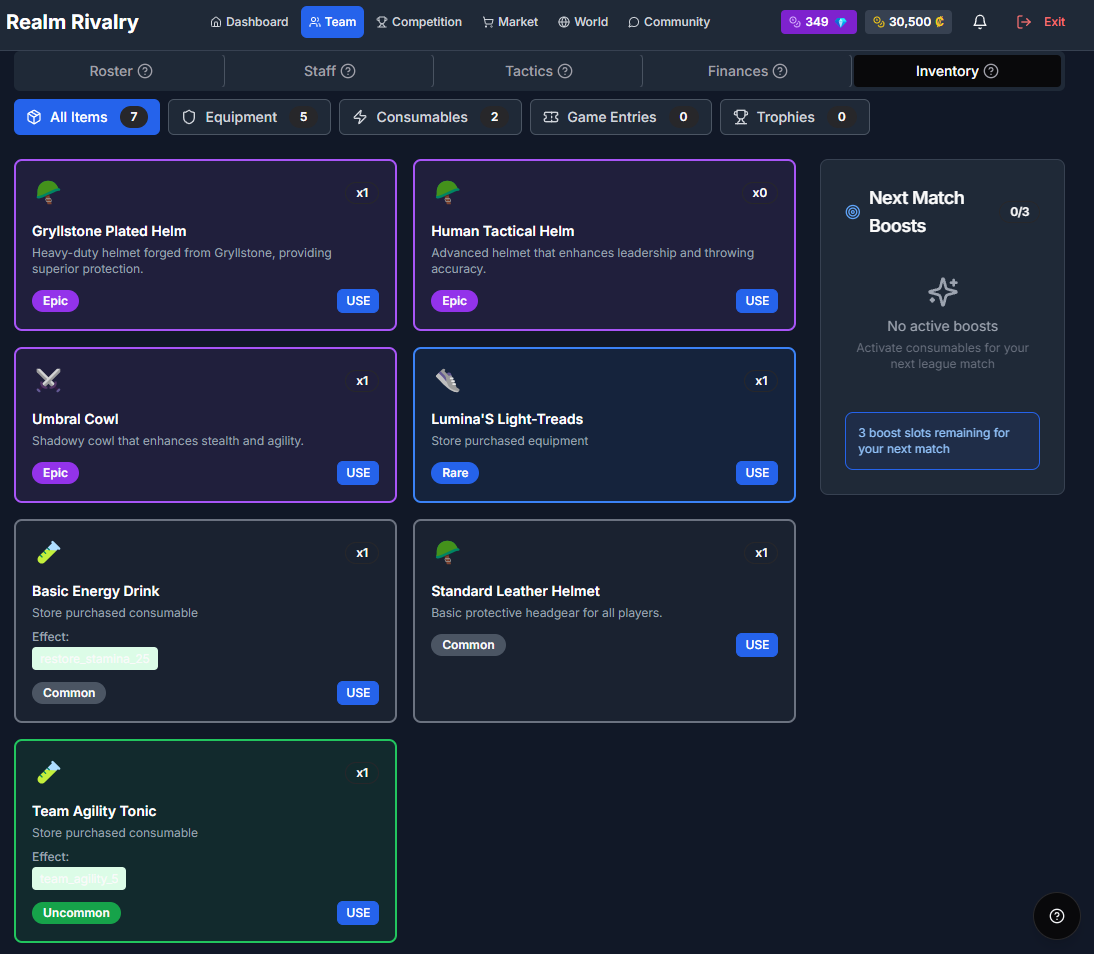 Realm Rivalry
Dashboard
Team
Competition
Market
World
Community
349
30,500
Exit
Roster
Staff
Tactics
Finances
Inventory
All Items 7
Equipment 5
Consumables 2
Game Entries 0
Trophies 0
x1
Gryllstone Plated Helm
Heavy-duty helmet forged from Gryllstone, providing
superior protection.
Epic
USE
x0
Human Tactical Helm
Advanced helmet that enhances leadership and throwing
accuracy.
Epic
USE
Next Match
Boosts
0/3
No active boosts
Activate consumables for your
next league match
3 boost slots remaining for
your next match
x1
Umbral Cowl
Shadowy cowl that enhances stealth and agility.
Epic
USE
x1
Lumina'S Light-Treads
Store purchased equipment
Rare
USE
x1
Basic Energy Drink
Store purchased consumable
Effect:
restore_stamina_25
Common
USE
x1
Standard Leather Helmet
Basic protective headgear for all players.
Common
USE
x1
Team Agility Tonic
Store purchased consumable
Effect:
Uncommon
USE